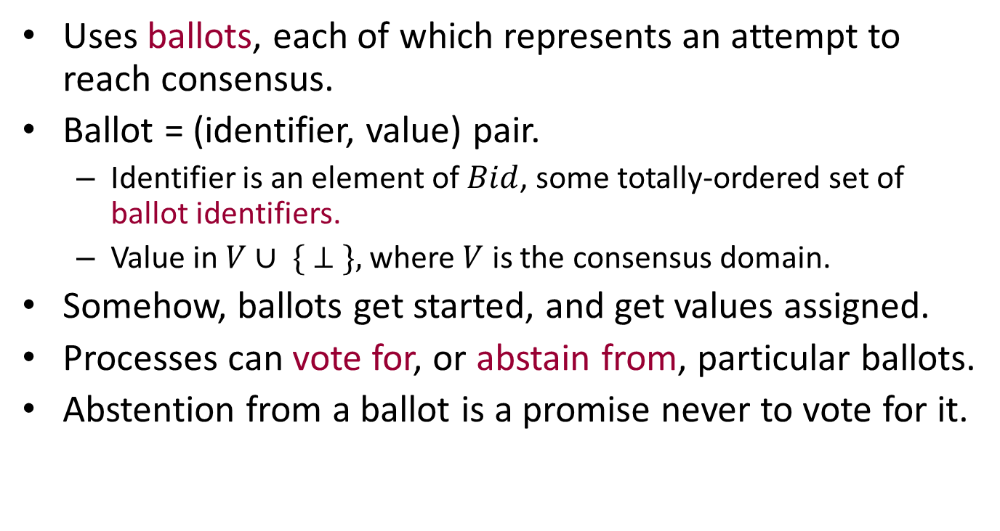 • Uses ballots, each of which represents an attempt to
reach consensus.
• Ballot = (identifier, value) pair.
– Identifier is an element of Bid, some totally-ordered set of
ballot identifiers.
– Value in V ∪ { ⊥ }, where V is the consensus domain.
• Somehow, ballots get started, and get values assigned.
• Processes can vote for, or abstain from, particular ballots.
• Abstention from a ballot is a promise never to vote for it.